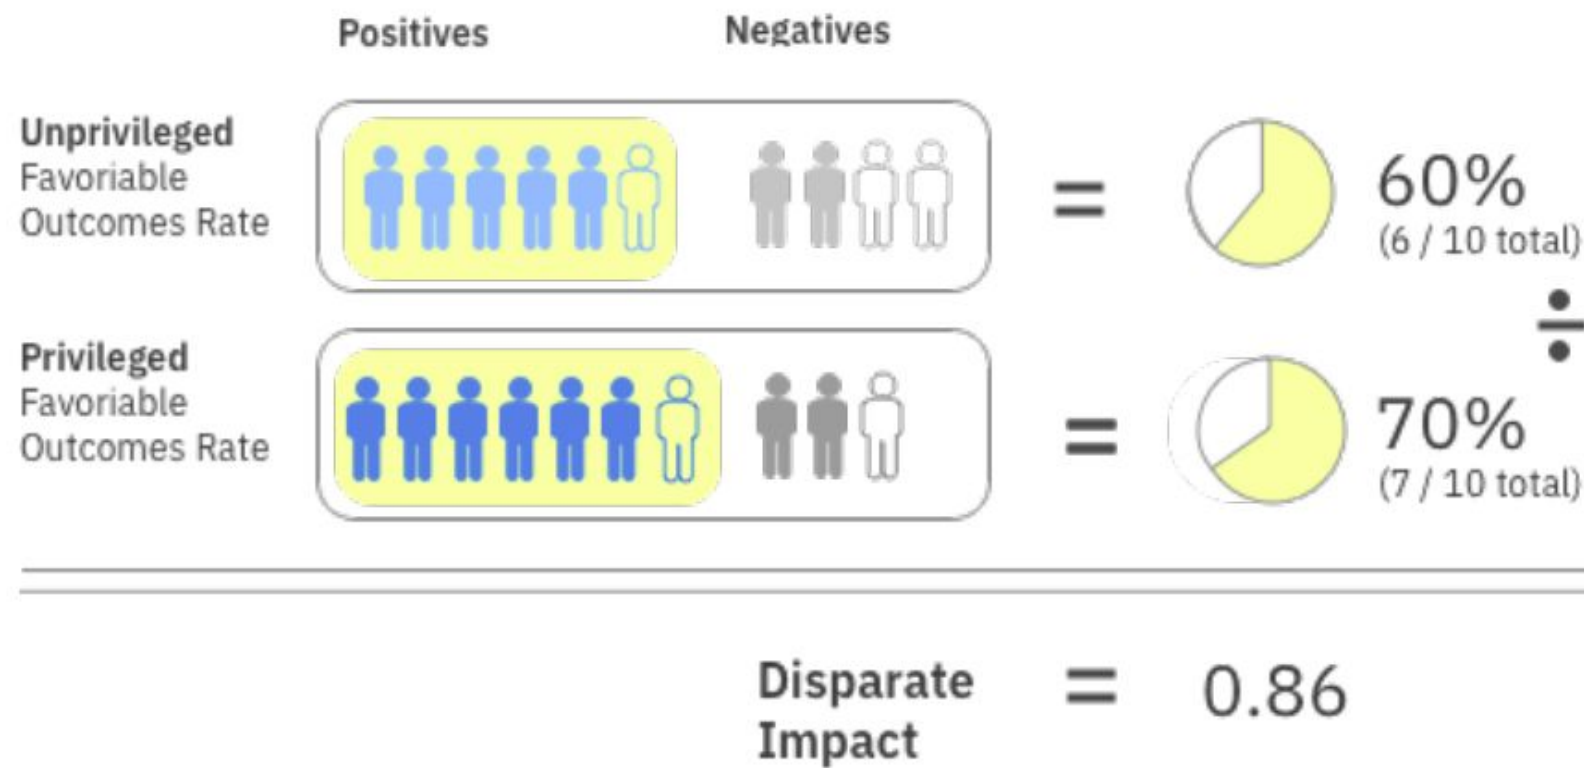 Positives
Negatives
Unprivileged
Favoriable
Outcomes Rate
=
60%
(6 / 10 total)
÷
Privileged
Favoriable
Outcomes Rate
=
70%
(7 / 10 total)
Disparate
Impact
=
0.86